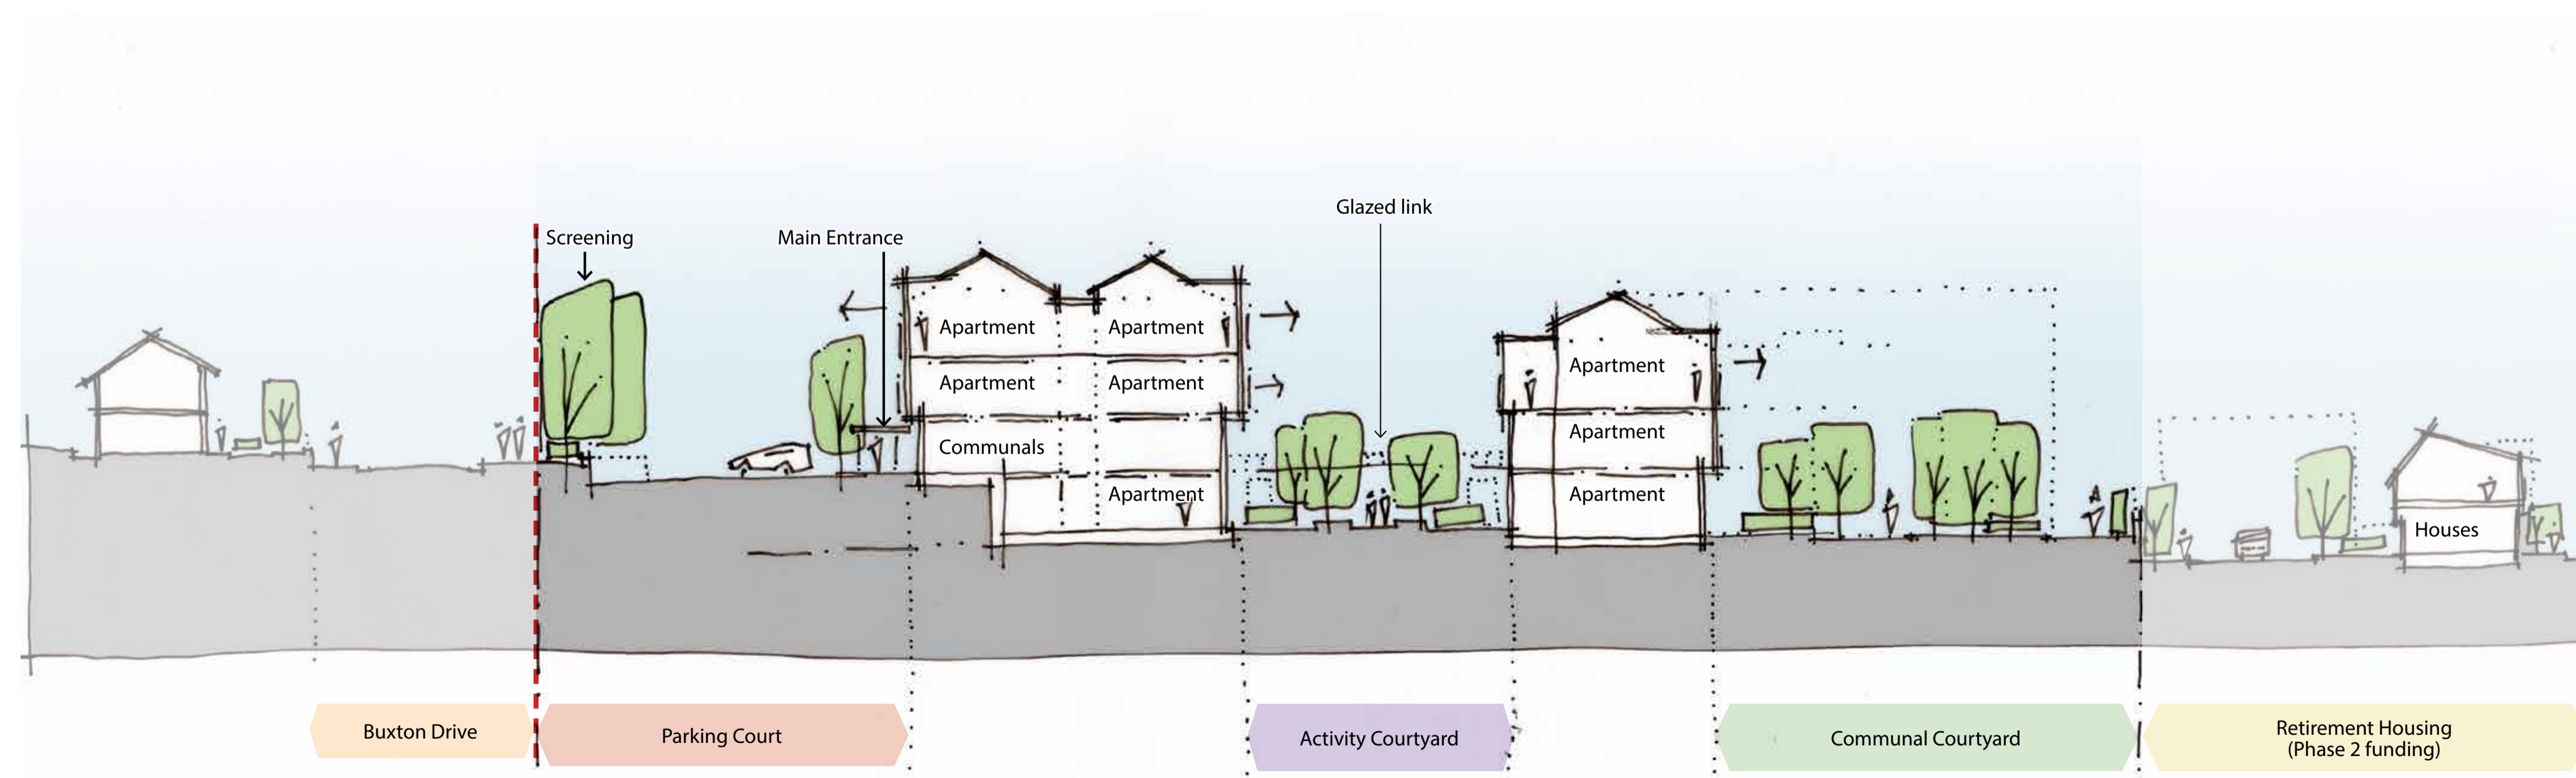 Glazed link
Screening
Main Entrance
Apartment
Apartment
Apartment
Apartment
Communals
Apartment
Apartment
Apartment
Apartment
Houses
Buxton Drive
Parking Court
Activity Courtyard
Communal Courtyard
Retirement Housing
(Phase 2 funding)